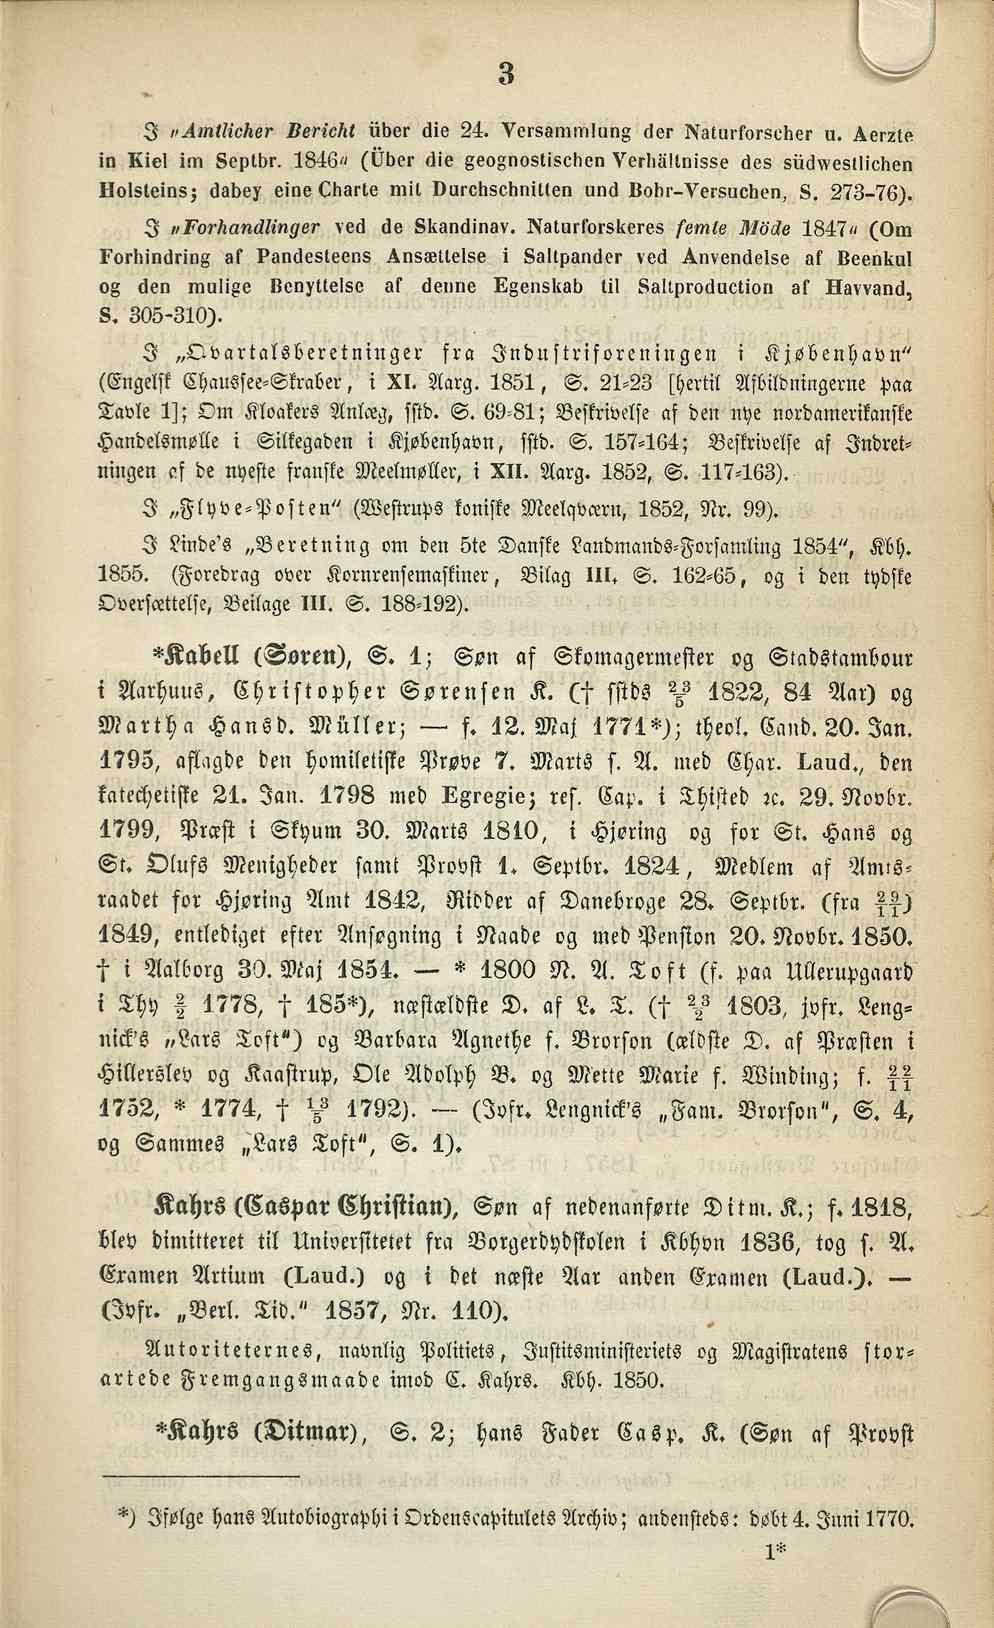 3
I „Amtlicher Bericht über die 24. Versammlung der Naturforscher u. Aerzte
in Kiel im Septbr. 1846“ (Über die geognostischen Verhältnisse des südwestlichen
Holsteins; dabey eine Charte mit Durchschnitten und Bohr-Versuchen, S. 273-76).
I „Forhandlinger ved de Skandinav. Naturforskeres femte Möde 1847“ (Om
Forhindring af Pandesteens Ansættelse i Saltpander ved Anvendelse af Beenkul
og den mulige Benyttelse af denne Egenskab til Saltproduction af Havvand,
S. 305-310).
I „Qvartalsberetninger fra Industriforeningen i Kjøbenhavn“
(Engelsk Chaussee-Skraber, i XI. Aarg. 1851, S. 21-23 [hertil Afbildningerne paa
Tavle 1]; Om Kloakers Anlæg, sstd. S. 69-81; Beskrivelse af den nye nordamerikanske
Handelsmølle i Silkegaden i Kjøbenhavn, sstd. S. 157-164; Beskrivelse af Indret-
ningen af de nyeste franske Meelmøller, i XII. Aarg. 1852, S. 117-163).
I „Flyve-Posten“ (Westrups koniske Meelqværn, 1852, Nr. 99).
I Linde's „Beretning om den 5te Danske Landmands-Forsamling 1854“, Kbh.
1855. (Foredrag over Kornrensemaskiner, Bilag III. S. 162-65, og i den tydske
Oversættelse, Beilage III. S. 188-192).
*Kabell (Søren), S. 1; Søn af Skomagermester og Stadstambour
i Aarhuus, Christopher Sørensen K. († sstds 23/5 1822, 84 Aar) og
Martha Hansd. Müller; — f. 12. Maj 1771*); theol. Cand. 20. Jan.
1795, aflagde den homiletiske Prøve 7. Marts s. A. med Char. Laud., den
katechetiske 21. Jan. 1798 med Egregie; res. Cap. i Thisted ꝛc. 29. Novbr.
1799, Præst i Skyum 30. Marts 1810, i Hjøring og for St. Hans og
St. Olufs Menigheder samt Provst 1. Septbr. 1824, Medlem af Amts-
raadet for Hjøring Amt 1842, Ridder af Danebroge 28. Septbr. (fra 29/11)
1849, entlediget efter Ansøgning i Naade og med Pension 20. Novbr. 1850.
† i Aalborg 30. Maj 1854. — * 1800 N. A. Toft (f. paa Ullerupgaard
i Thy 2/2 1778, † 185*), næstældste D. af L. T. († 23/2 1803, jvfr. Leng-
nick's „Lars Toft“) og Barbara Agnethe f. Brorson (ældste D. af Præsten i
Hillerslev og Kaastrup, Ole Adolph B. og Mette Marie f. Winding; f. 22/11
1752, * 1774, † 13/5 1792). — (Jvfr. Lengnick's „Fam. Brorson“, S. 4,
og Sammes „Lars Toft“, S. 1).
Kahrs (Caspar Christian), Søn af nedenanførte Ditm. K.; f. 1818,
blev dimitteret til Universitetet fra Borgerdydskolen i Kbhvn 1836, tog s. A.
Examen Artium (Laud.) og i det næste Aar anden Examen (Laud.). —
(Jvfr. „Berl. Tid.“ 1857, Nr. 110).
Autoriteternes, navnlig Politiets, Justitsministeriets og Magistratens stor-
artede Fremgangsmaade imod C. Kahrs. Kbh. 1850.
*Kahrs (Ditmar), S. 2; hans Fader Casp. K. (Søn af Provst
*) Ifølge hans Autobiographi i Ordenscapitulets Archiv; andensteds: døbt 4. Juni 1770.
1*